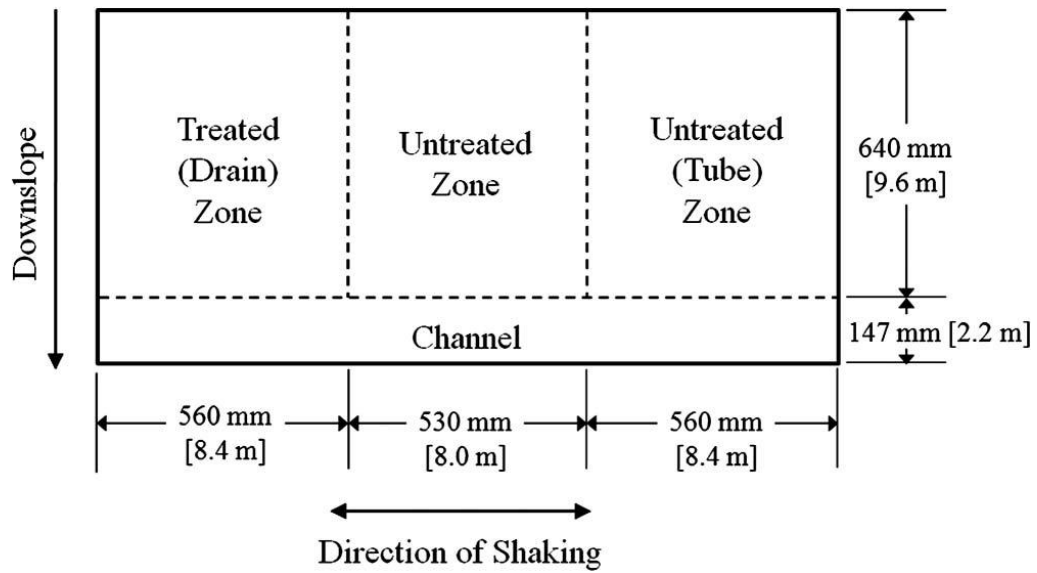 Downslope
Treated
(Drain)
Zone
Untreated
Zone
Untreated
(Tube)
Zone
640 mm
[9.6 m]
Channel
147 mm [2.2 m]
560 mm
[8.4 m]
530 mm
[8.0 m]
560 mm
[8.4 m]
Direction of Shaking